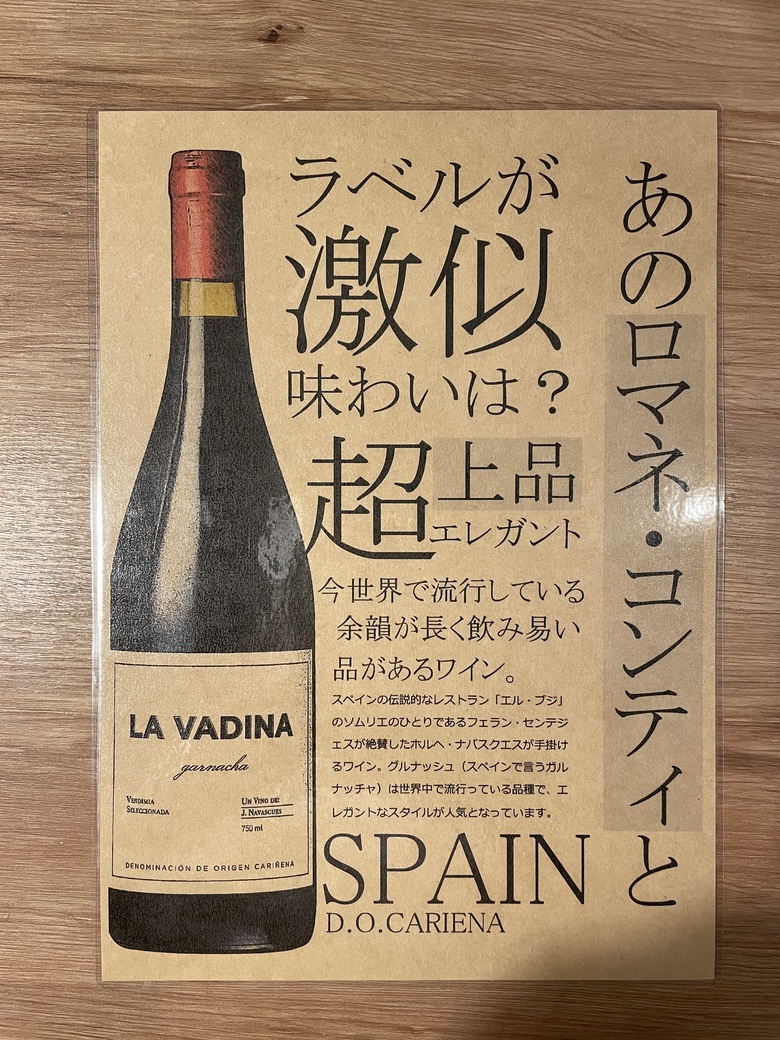 あのロマネ・コンティと
ラベルが
激似
味わいは？
超上品
エレガント
今世界で流行している
余韻が長く飲み易い
品があるワイン。
スペインの伝説的なレストラン「エル・ブジ」
のソムリエのひとりであるフェラン・センテジ
ェスが絶賛したホルヘ・ナバスクエスが手掛け
るワイン。グルナッシュ（スペインで言うガル
ナッチャ）は世界中で流行っている品種で、エ
レガントなスタイルが人気となっています。
SPAIN
D.O.CARIENA
LA VADINA
garnacha
VENDIMIA
SELECCIONADA
UN VINO DE:
J. NAVASCUES
750 ml
DENOMINACIÓN DE ORIGEN CARIÑENA